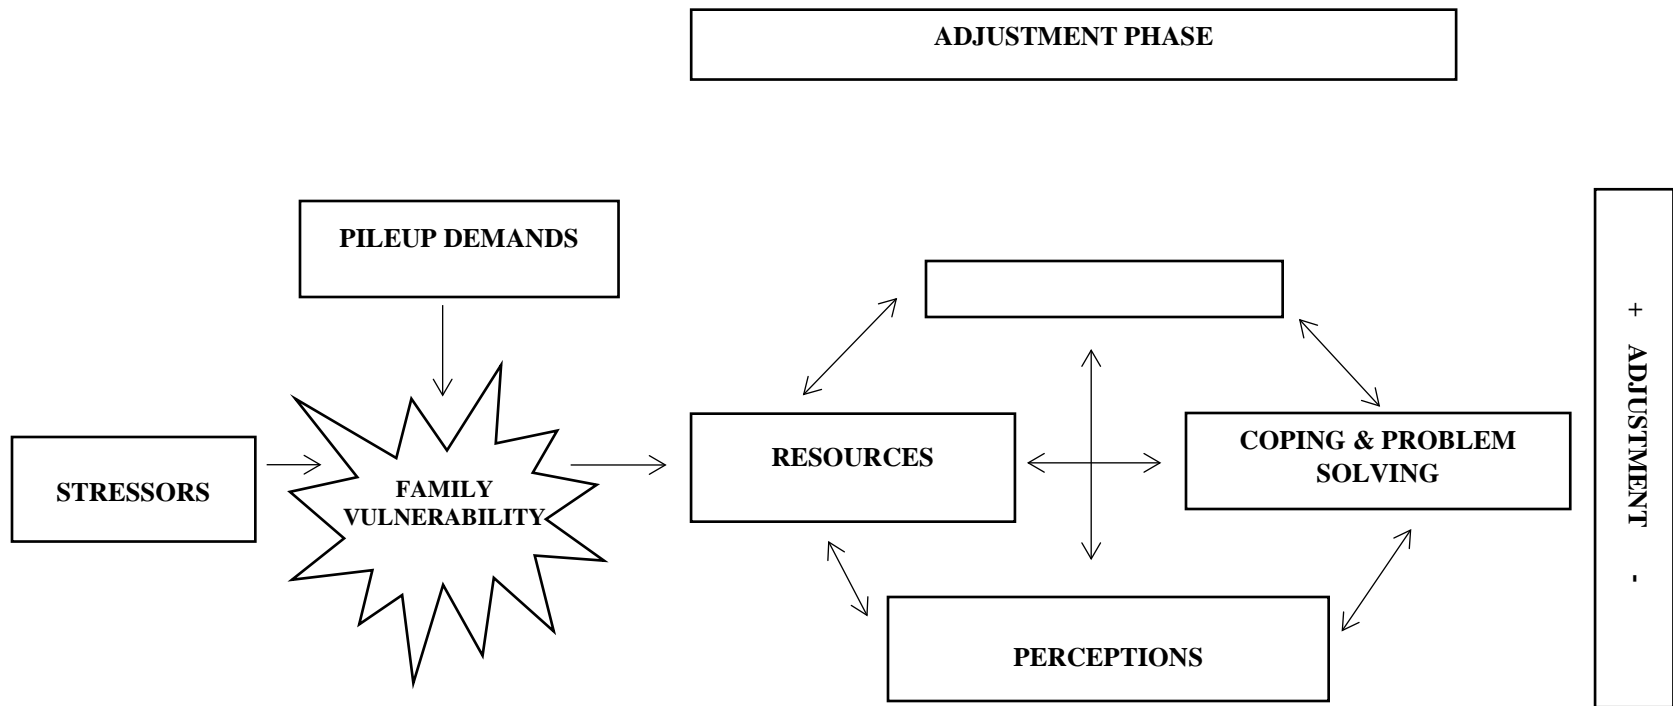 ADJUSTMENT PHASE
PILEUP DEMANDS
STRESSORS
FAMILY
VULNERABILITY
RESOURCES
COPING & PROBLEM
SOLVING
PERCEPTIONS
+ ADJUSTMENT -